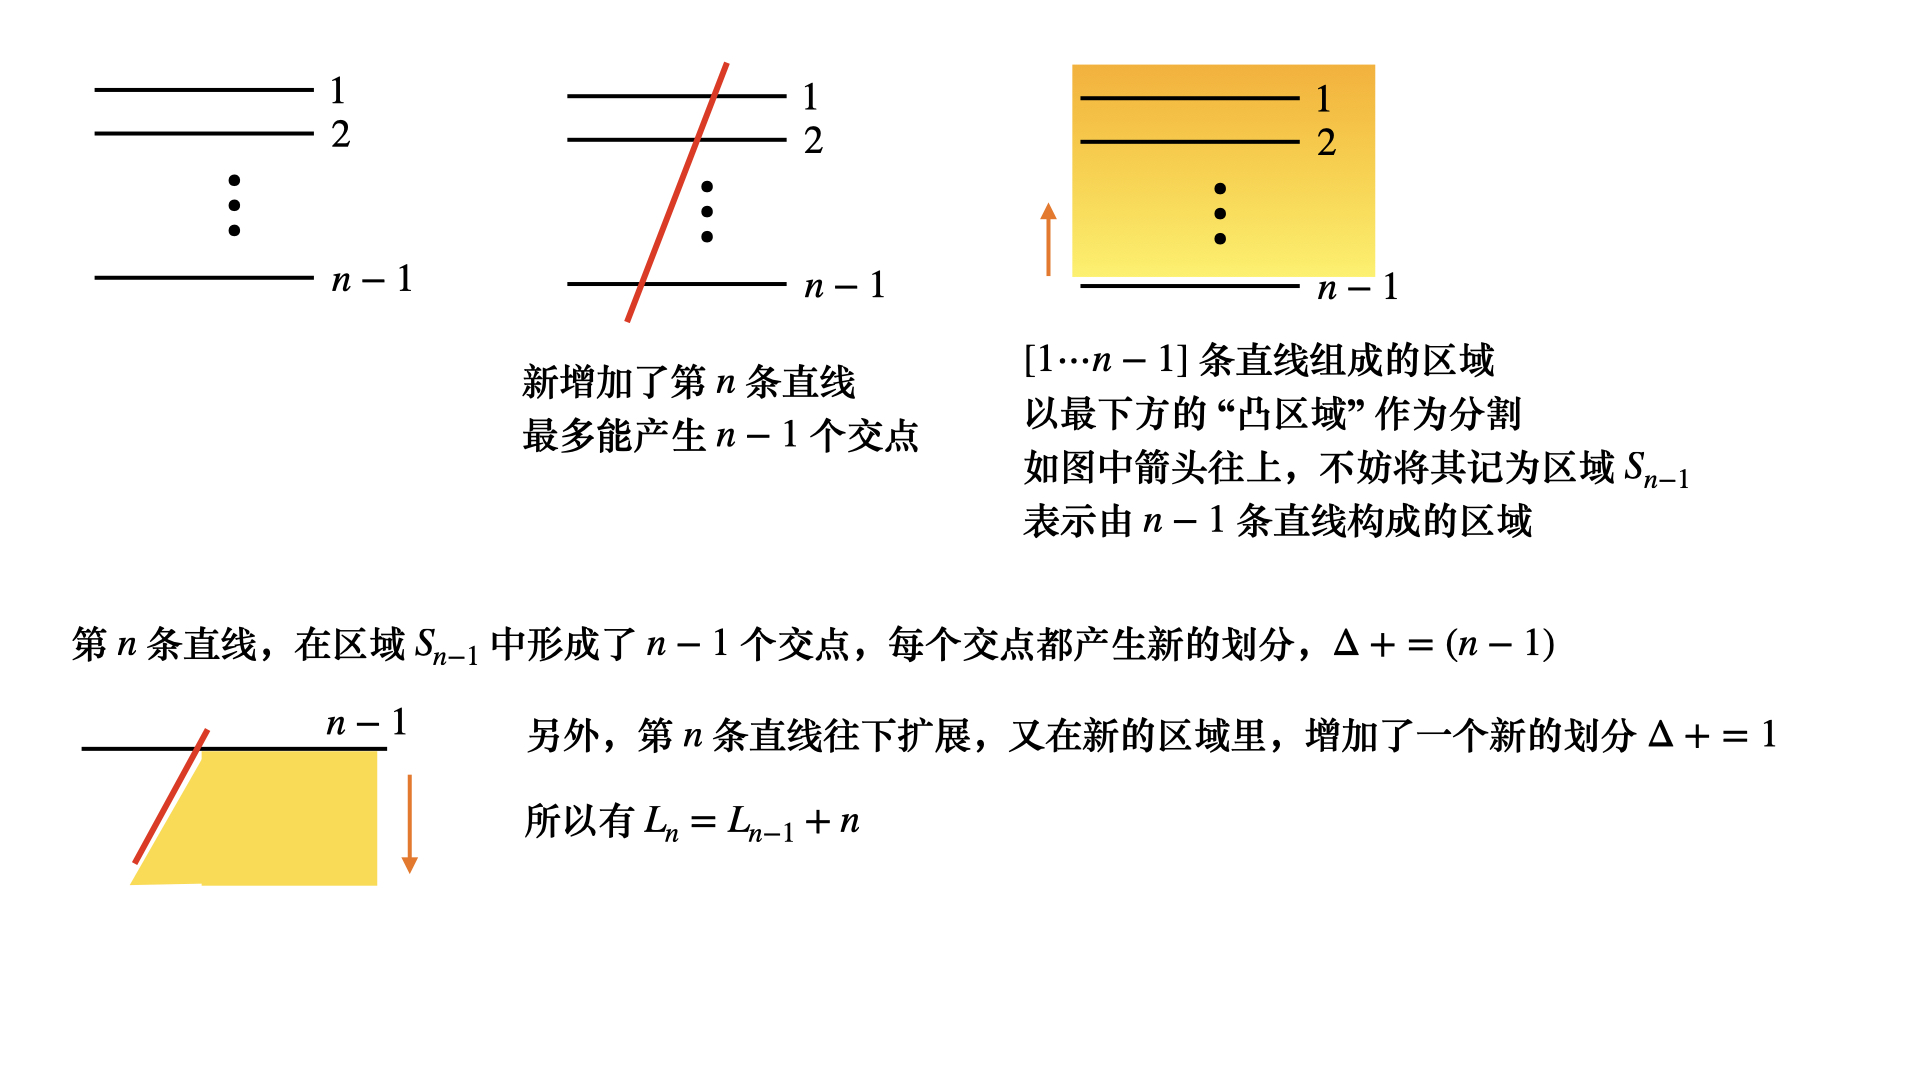 1
2
n − 1
1
2
n − 1
新增加了第 n 条直线
最多能产生 n − 1 个交点
1
2
n − 1
[1⋯n − 1] 条直线组成的区域
以最下方的 “凸区域” 作为分割
如图中箭头往上，不妨将其记为区域 Sₙ₋₁
表示由 n − 1 条直线构成的区域
第 n 条直线，在区域 Sₙ₋₁ 中形成了 n − 1 个交点，每个交点都产生新的划分，Δ + = (n − 1)
n − 1
另外，第 n 条直线往下扩展，又在新的区域里，增加了一个新的划分 Δ + = 1
所以有 Lₙ = Lₙ₋₁ + n